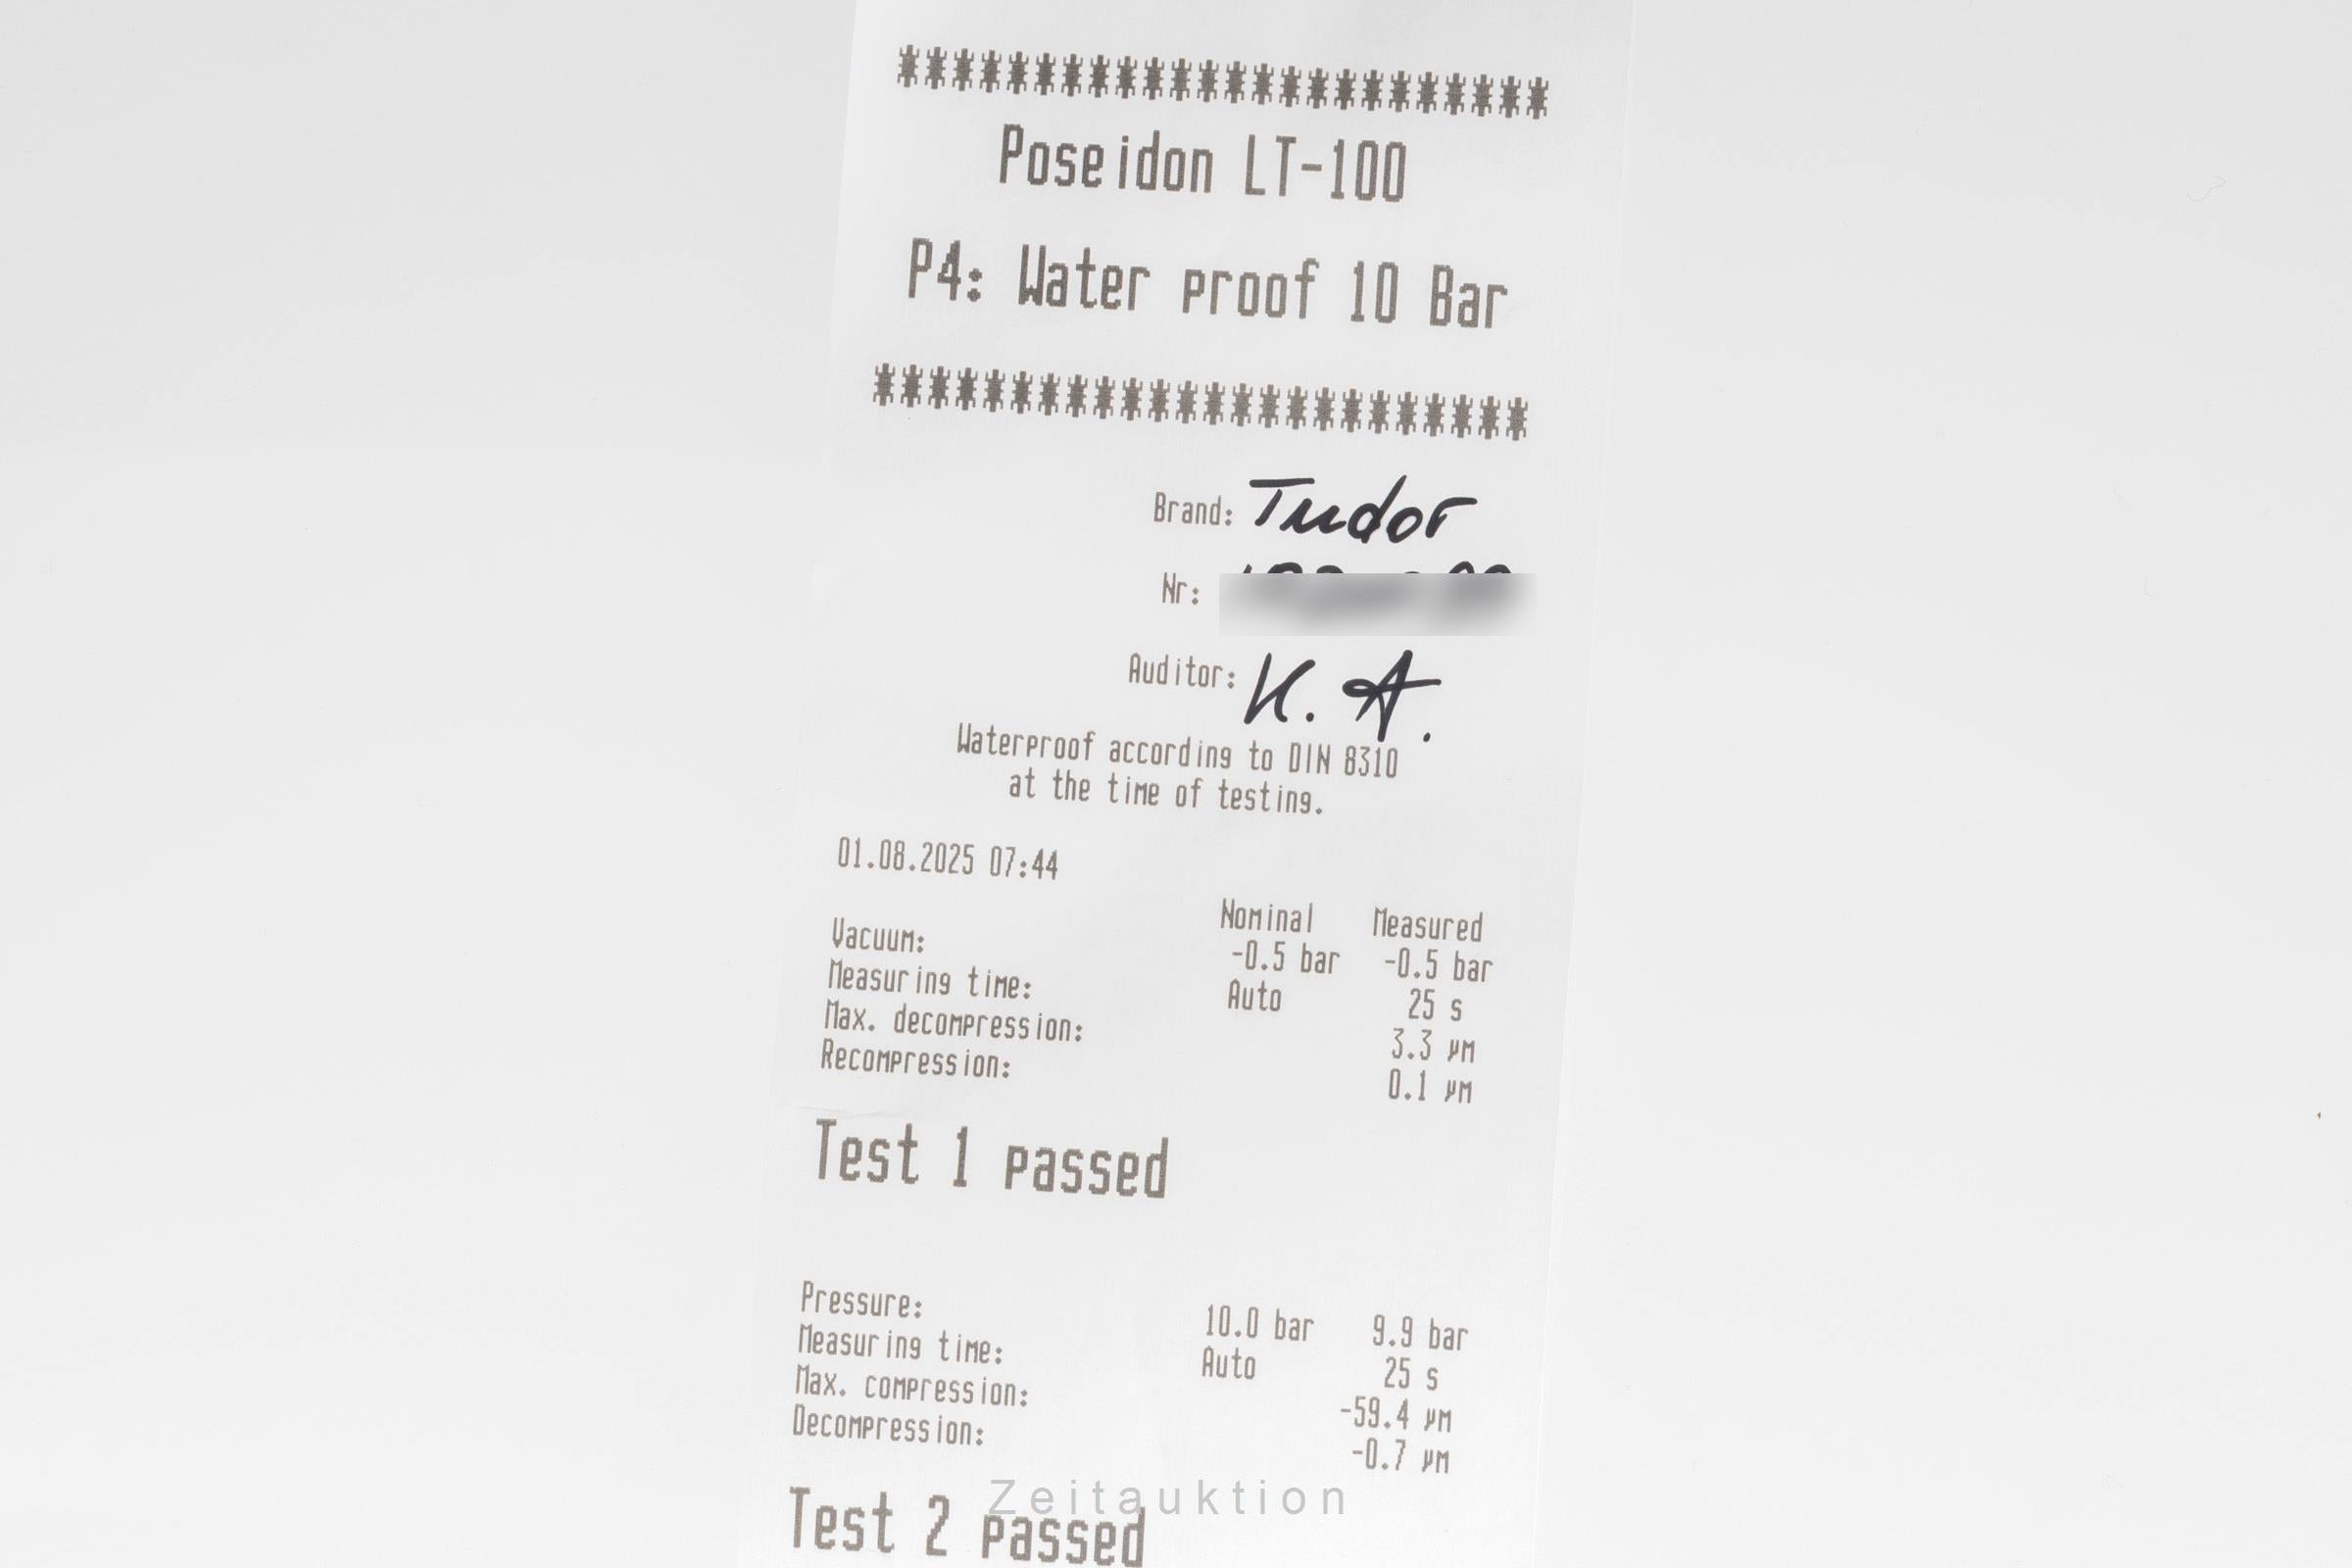 ************************
Poseidon LT-100
P4: Water proof 10 Bar
************************
Brand: Tudor
Nr:
Auditor: K. A.
Waterproof according to DIN 8310
at the time of testing.
01.08.2025 07:44
Nominal Measured
Vacuum: -0.5 bar -0.5 bar
Measuring time: Auto 25 s
Max. decompression: 3.3 µm
Recompression: 0.1 µm
Test 1 passed
Pressure: 10.0 bar 9.9 bar
Measuring time: Auto 25 s
Max. compression: -59.4 µm
Decompression: -0.7 µm
Test 2 passed
Zeitauktion